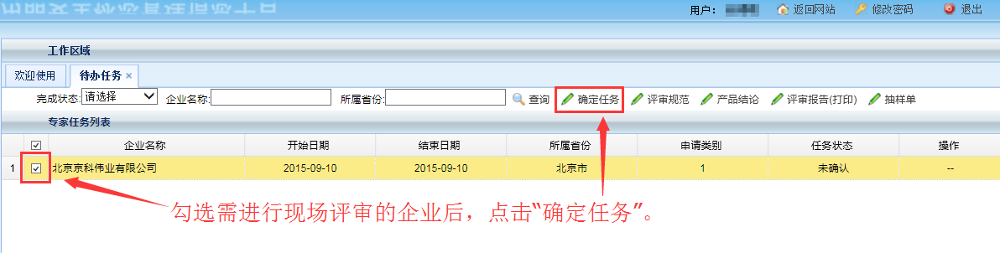 用户： 返回网站 修改密码 退出
工作区域
欢迎使用 待办任务 ×
完成状态: 请选择 企业名称: 所属省份: 查询 确定任务 评审规范 产品结论 评审报告(打印) 抽样单
专家任务列表
企业名称 开始日期 结束日期 所属省份 申请类别 任务状态 操作
1 北京京科伟业有限公司 2015-09-10 2015-09-10 北京市 1 未确认 --
勾选需进行现场评审的企业后，点击“确定任务”。